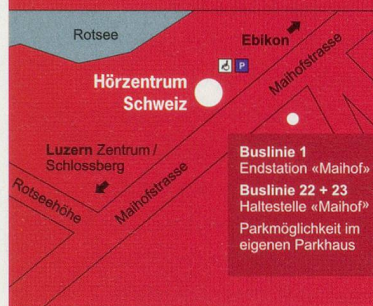 Rotsee
Ebikon
P
Maihofstrasse
Hörzentrum
Schweiz
Luzern Zentrum /
Schlossberg
Rotseehöhe
Maihofstrasse
Buslinie 1
Endstation «Maihof»
Buslinie 22 + 23
Haltestelle «Maihof»
Parkmöglichkeit im
eigenen Parkhaus